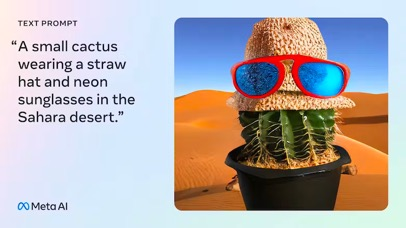 TEXT PROMPT
“A small cactus
wearing a straw
hat and neon
sunglasses in the
Sahara desert.”
Meta AI